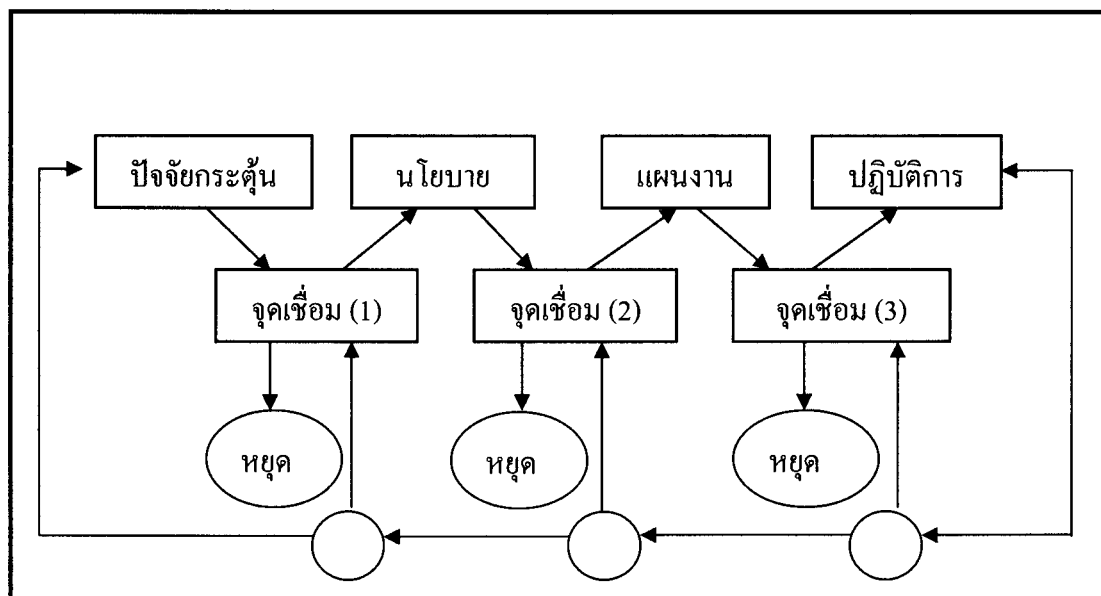 ปัจจัยกระตุ้น
นโยบาย
แผนงาน
ปฏิบัติการ
จุดเชื่อม (1)
จุดเชื่อม (2)
จุดเชื่อม (3)
หยุด
หยุด
หยุด